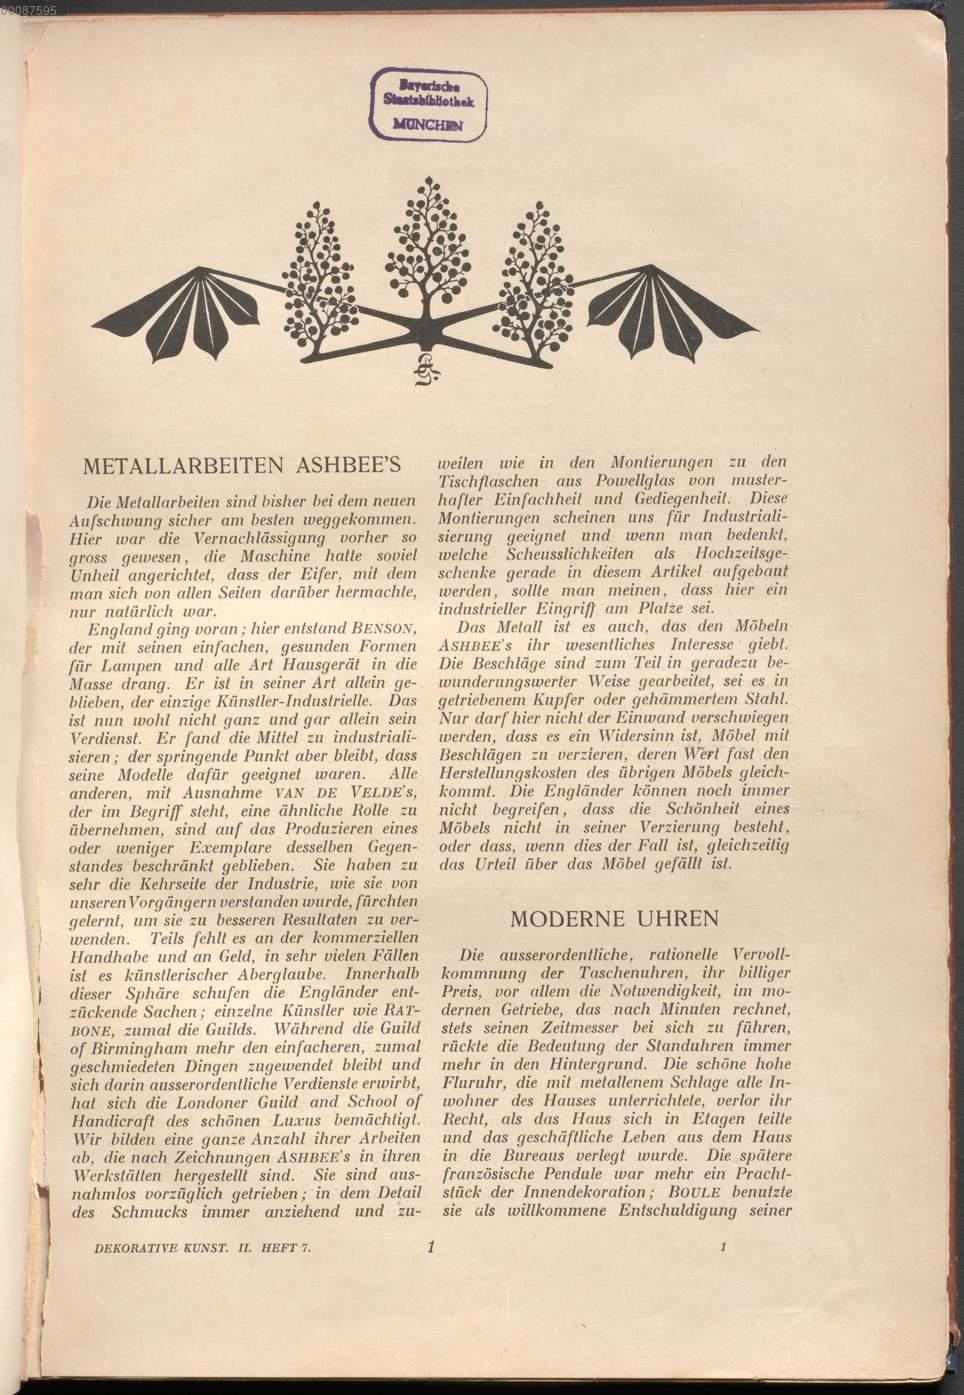 00087595
Bayerische
Staatsbibliothek
MÜNCHEN
METALLARBEITEN ASHBEE'S
Die Metallarbeiten sind bisher bei dem neuen
Aufschwung sicher am besten weggekommen.
Hier war die Vernachlässigung vorher so
gross gewesen, die Maschine hatte soviel
Unheil angerichtet, dass der Eifer, mit dem
man sich von allen Seiten darüber hermachte,
nur natürlich war.
England ging voran; hier entstand BENSON,
der mit seinen einfachen, gesunden Formen
für Lampen und alle Art Hausgerät in die
Masse drang. Er ist in seiner Art allein ge-
blieben, der einzige Künstler-Industrielle. Das
ist nun wohl nicht ganz und gar allein sein
Verdienst. Er fand die Mittel zu industriali-
sieren; der springende Punkt aber bleibt, dass
seine Modelle dafür geeignet waren. Alle
anderen, mit Ausnahme VAN DE VELDE's,
der im Begriff steht, eine ähnliche Rolle zu
übernehmen, sind auf das Produzieren eines
oder weniger Exemplare desselben Gegen-
standes beschränkt geblieben. Sie haben zu
sehr die Kehrseite der Industrie, wie sie von
unseren Vorgängern verstanden wurde, fürchten
gelernt, um sie zu besseren Resultaten zu ver-
wenden. Teils fehlt es an der kommerziellen
Handhabe und an Geld, in sehr vielen Fällen
ist es künstlerischer Aberglaube. Innerhalb
dieser Sphäre schufen die Engländer ent-
zückende Sachen; einzelne Künstler wie RAT-
BONE, zumal die Guilds. Während die Guild
of Birmingham mehr den einfacheren, zumal
geschmiedeten Dingen zugewendet bleibt und
sich darin ausserordentliche Verdienste erwirbt,
hat sich die Londoner Guild and School of
Handicraft des schönen Luxus bemächtigt.
Wir bilden eine ganze Anzahl ihrer Arbeiten
ab, die nach Zeichnungen ASHBEE's in ihren
Werkstätten hergestellt sind. Sie sind aus-
nahmlos vorzüglich getrieben; in dem Detail
des Schmucks immer anziehend und zu-
weilen wie in den Montierungen zu den
Tischflaschen aus Powellglas von muster-
hafter Einfachheit und Gediegenheit. Diese
Montierungen scheinen uns für Industriali-
sierung geeignet und wenn man bedenkt,
welche Scheusslichkeiten als Hochzeitsge-
schenke gerade in diesem Artikel aufgebaut
werden, sollte man meinen, dass hier ein
industrieller Eingriff am Platze sei.
Das Metall ist es auch, das den Möbeln
ASHBEE's ihr wesentliches Interesse giebt.
Die Beschläge sind zum Teil in geradezu be-
wunderungswerter Weise gearbeitet, sei es in
getriebenem Kupfer oder gehämmertem Stahl.
Nur darf hier nicht der Einwand verschwiegen
werden, dass es ein Widersinn ist, Möbel mit
Beschlägen zu verzieren, deren Wert fast den
Herstellungskosten des übrigen Möbels gleich-
kommt. Die Engländer können noch immer
nicht begreifen, dass die Schönheit eines
Möbels nicht in seiner Verzierung besteht,
oder dass, wenn dies der Fall ist, gleichzeitig
das Urteil über das Möbel gefällt ist.
MODERNE UHREN
Die ausserordentliche, rationelle Vervoll-
kommnung der Taschenuhren, ihr billiger
Preis, vor allem die Notwendigkeit, im mo-
dernen Getriebe, das nach Minuten rechnet,
stets seinen Zeitmesser bei sich zu führen,
rückte die Bedeutung der Standuhren immer
mehr in den Hintergrund. Die schöne hohe
Fluruhr, die mit metallenem Schlage alle In-
wohner des Hauses unterrichtete, verlor ihr
Recht, als das Haus sich in Etagen teilte
und das geschäftliche Leben aus dem Haus
in die Bureaus verlegt wurde. Die spätere
französische Pendule war mehr ein Pracht-
stück der Innendekoration; BOULE benutzte
sie als willkommene Entschuldigung seiner
DEKORATIVE KUNST. II. HEFT 7.
1
1